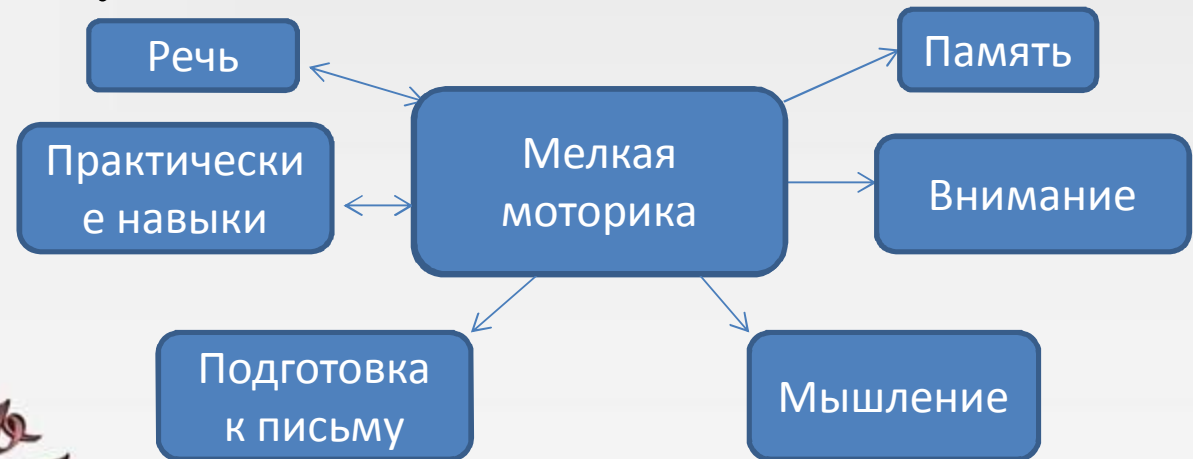 Речь
Память
Практически
е навыки
Мелкая
моторика
Внимание
Подготовка
к письму
Мышление